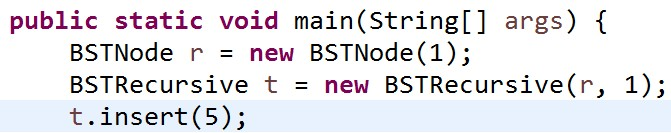 public static void main(String[] args) {
BSTNode r = new BSTNode(1);
BSTRecursive t = new BSTRecursive(r, 1);
t.insert(5);